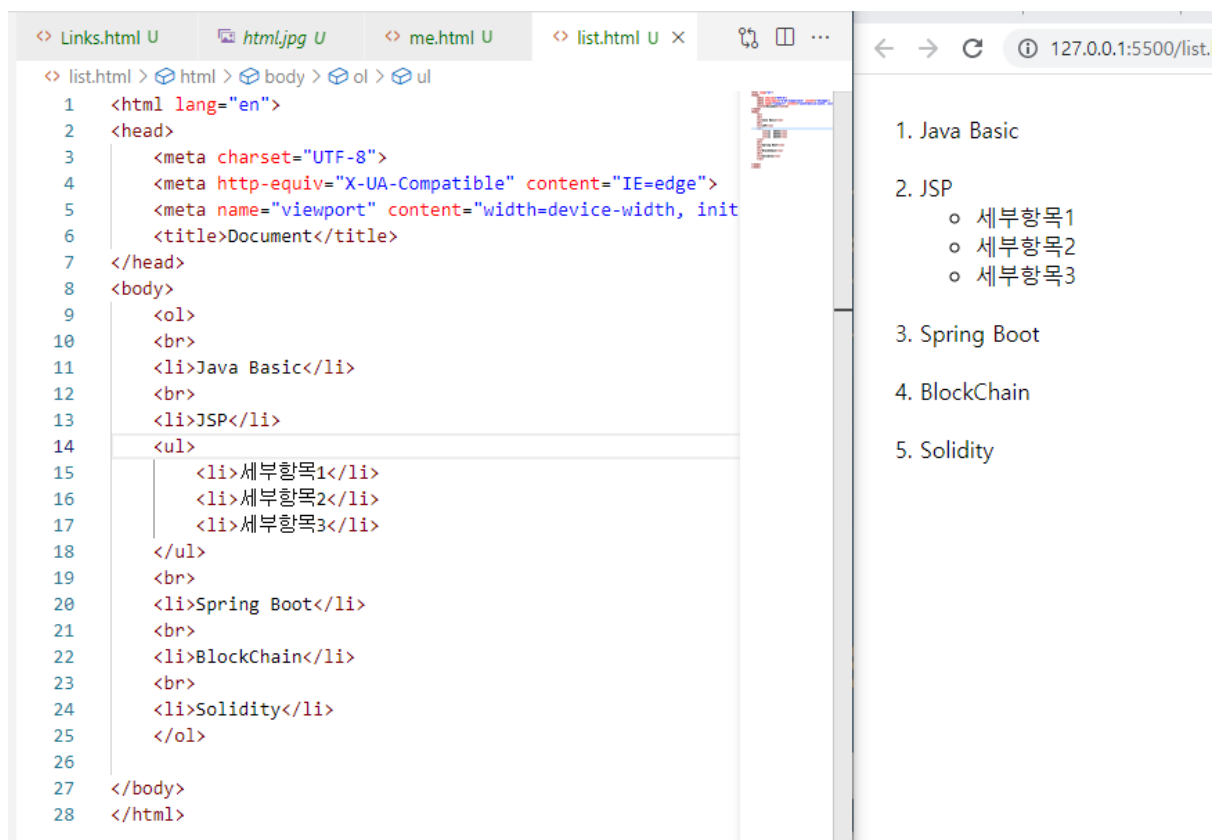 Links.html U html.jpg U me.html U list.html U
list.html > html > body > ol > ul
1 <html lang="en">
2 <head>
3 <meta charset="UTF-8">
4 <meta http-equiv="X-UA-Compatible" content="IE=edge">
5 <meta name="viewport" content="width=device-width, init
6 <title>Document</title>
7 </head>
8 <body>
9 <ol>
10 <br>
11 <li>Java Basic</li>
12 <br>
13 <li>JSP</li>
14 <ul>
15 <li>세부항목1</li>
16 <li>세부항목2</li>
17 <li>세부항목3</li>
18 </ul>
19 <br>
20 <li>Spring Boot</li>
21 <br>
22 <li>BlockChain</li>
23 <br>
24 <li>Solidity</li>
25 </ol>
26
27 </body>
28 </html>
127.0.0.1:5500/list.
1. Java Basic
2. JSP
세부항목1
세부항목2
세부항목3
3. Spring Boot
4. BlockChain
5. Solidity